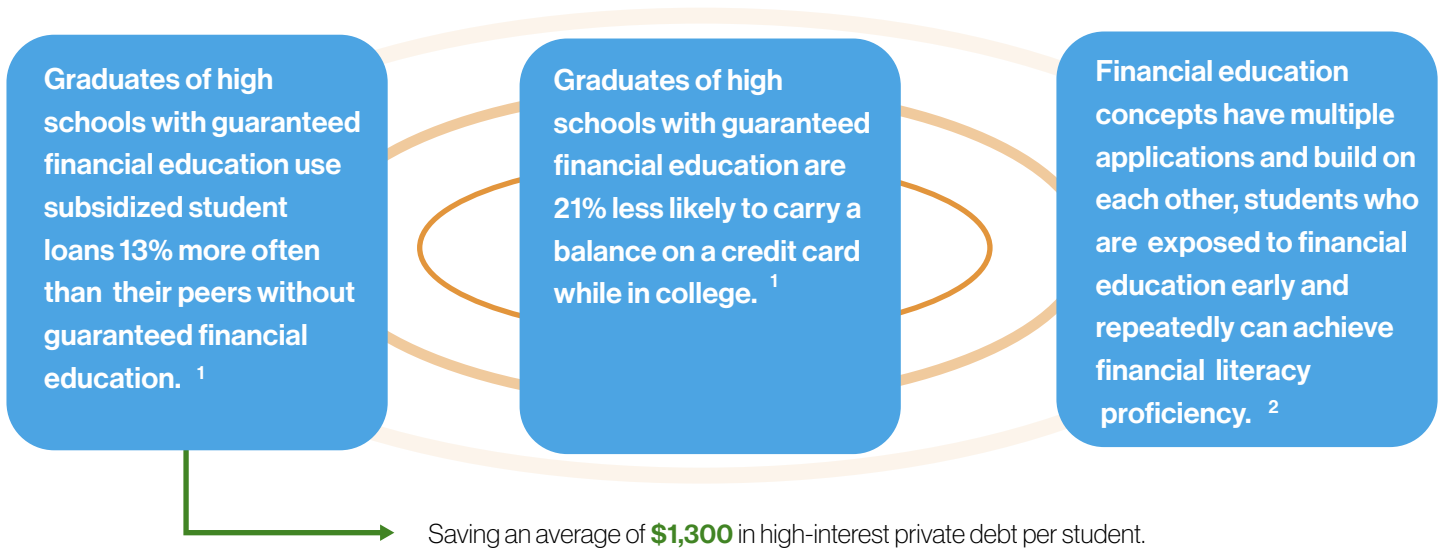 Graduates of high
schools with guaranteed
financial education use
subsidized student
loans 13% more often
than their peers without
guaranteed financial
education. 1
Graduates of high
schools with guaranteed
financial education are
21% less likely to carry a
balance on a credit card
while in college. 1
Financial education
concepts have multiple
applications and build on
each other, students who
are exposed to financial
education early and
repeatedly can achieve
financial literacy
proficiency. 2
Saving an average of $1,300 in high-interest private debt per student.